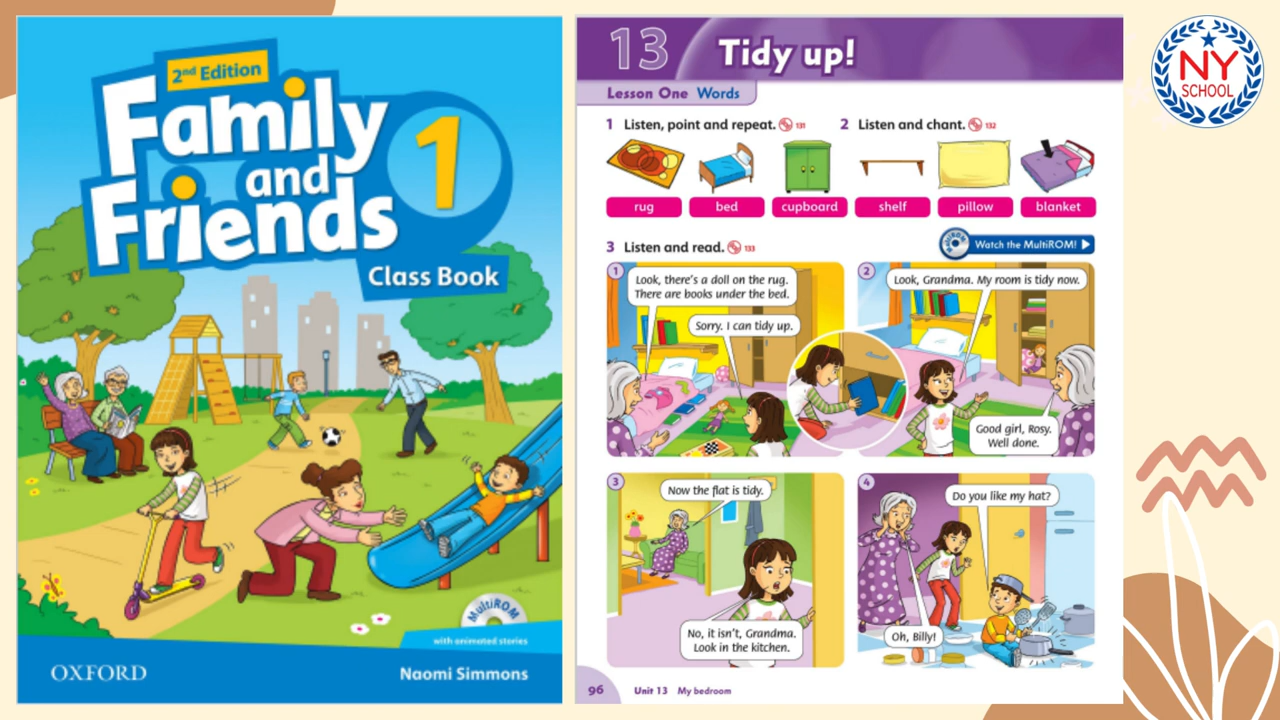 2nd Edition
Family
and
Friends
1
Class Book
MultiROM
with animated stories
OXFORD
Naomi Simmons
13 Tidy up!
Lesson One Words
1 Listen, point and repeat. 131
2 Listen and chant. 132
rug
bed
cupboard
shelf
pillow
blanket
3 Listen and read. 133
MultiROM
Watch the MultiROM!
1
Look, there's a doll on the rug.
There are books under the bed.
Sorry. I can tidy up.
2
Look, Grandma. My room is tidy now.
Good girl, Rosy.
Well done.
3
Now the flat is tidy.
No, it isn't, Grandma.
Look in the kitchen.
4
Do you like my hat?
Oh, Billy!
96 Unit 13 My bedroom
NY
SCHOOL